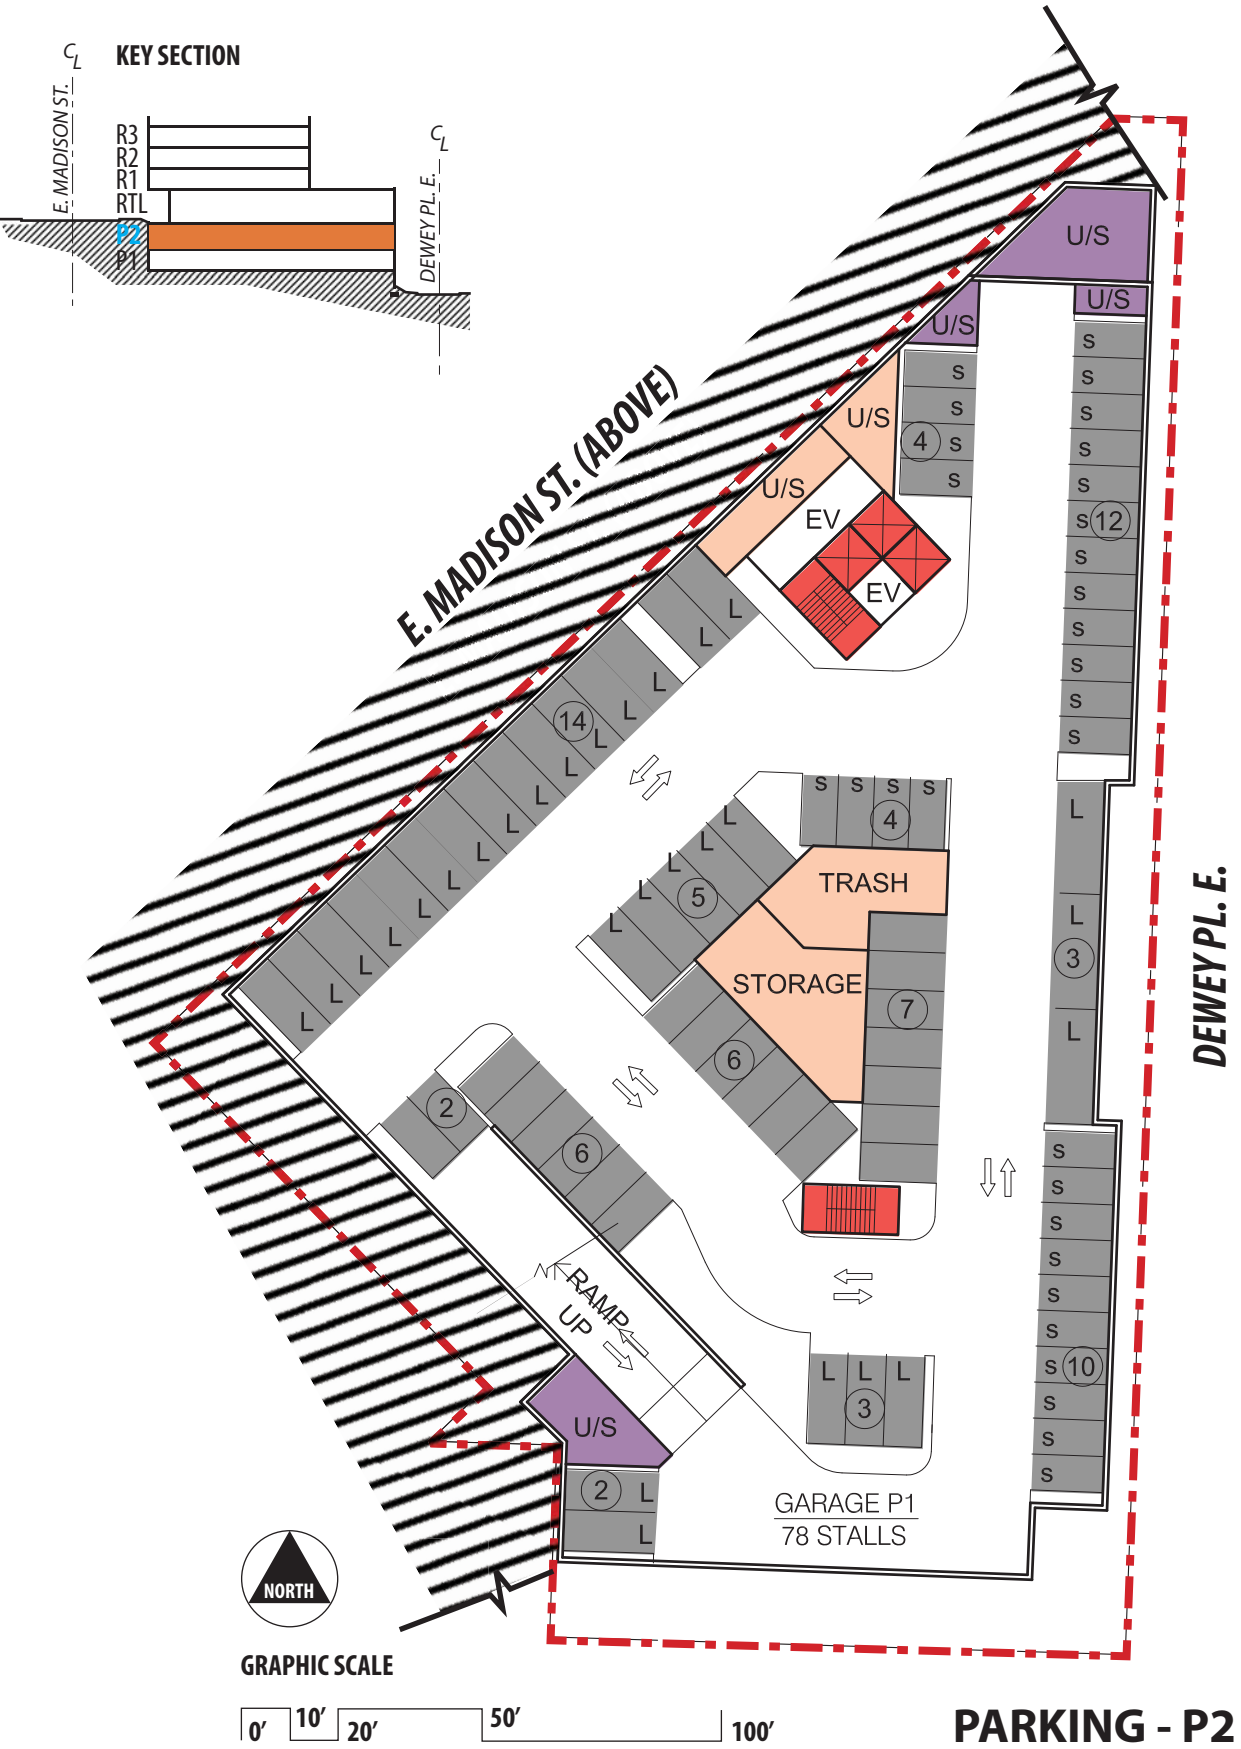 KEY SECTION
CL
E. MADISON ST.
R3
R2
R1
RTL
P2
P1
CL
DEWEY PL. E.
E. MADISON ST. (ABOVE)
U/S
U/S
U/S
U/S
U/S
EV
EV
S
S
S
S
4
S
S
S
S
S
S
S
S
S
S
S
S
12
L
L
L
L
L
L
L
L
L
L
L
L
L
L
14
S
S
S
S
4
L
L
L
L
L
5
TRASH
STORAGE
7
6
L
L
L
3
DEWEY PL. E.
2
6
RAMP
UP
U/S
S
S
S
S
S
S
S
S
S
S
10
L
L
L
3
2
L
L
GARAGE P1
78 STALLS
NORTH
GRAPHIC SCALE
0' 10' 20' 50' 100'
PARKING - P2